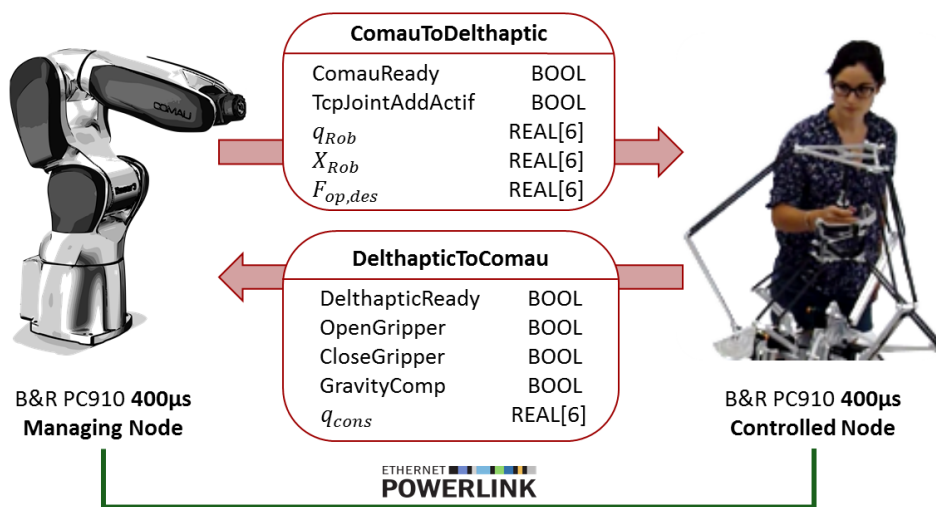 ComauToDelthaptic
ComauReady BOOL
TcpJointAddActif BOOL
q_Rob REAL[6]
X_Rob REAL[6]
F_op,des REAL[6]
COMAU
DelthapticToComau
DelthapticReady BOOL
OpenGripper BOOL
CloseGripper BOOL
GravityComp BOOL
q_cons REAL[6]
B&R PC910 400µs
Managing Node
B&R PC910 400µs
Controlled Node
ETHERNET
POWERLINK